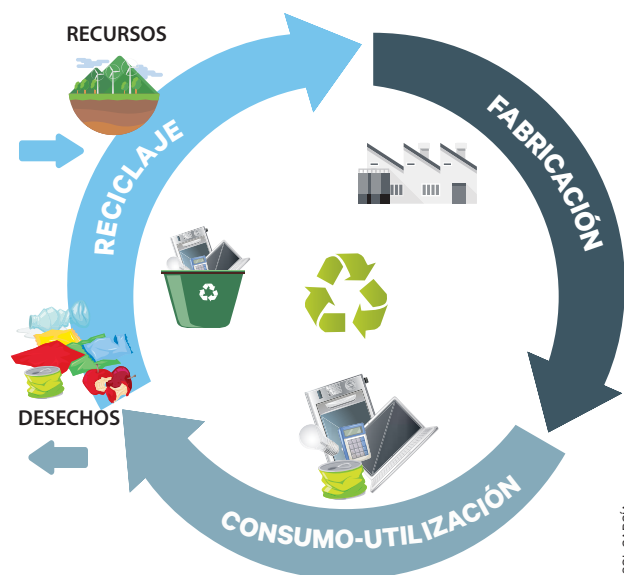 RECURSOS
RECICLAJE
FABRICACIÓN
DESECHOS
CONSUMO-UTILIZACIÓN